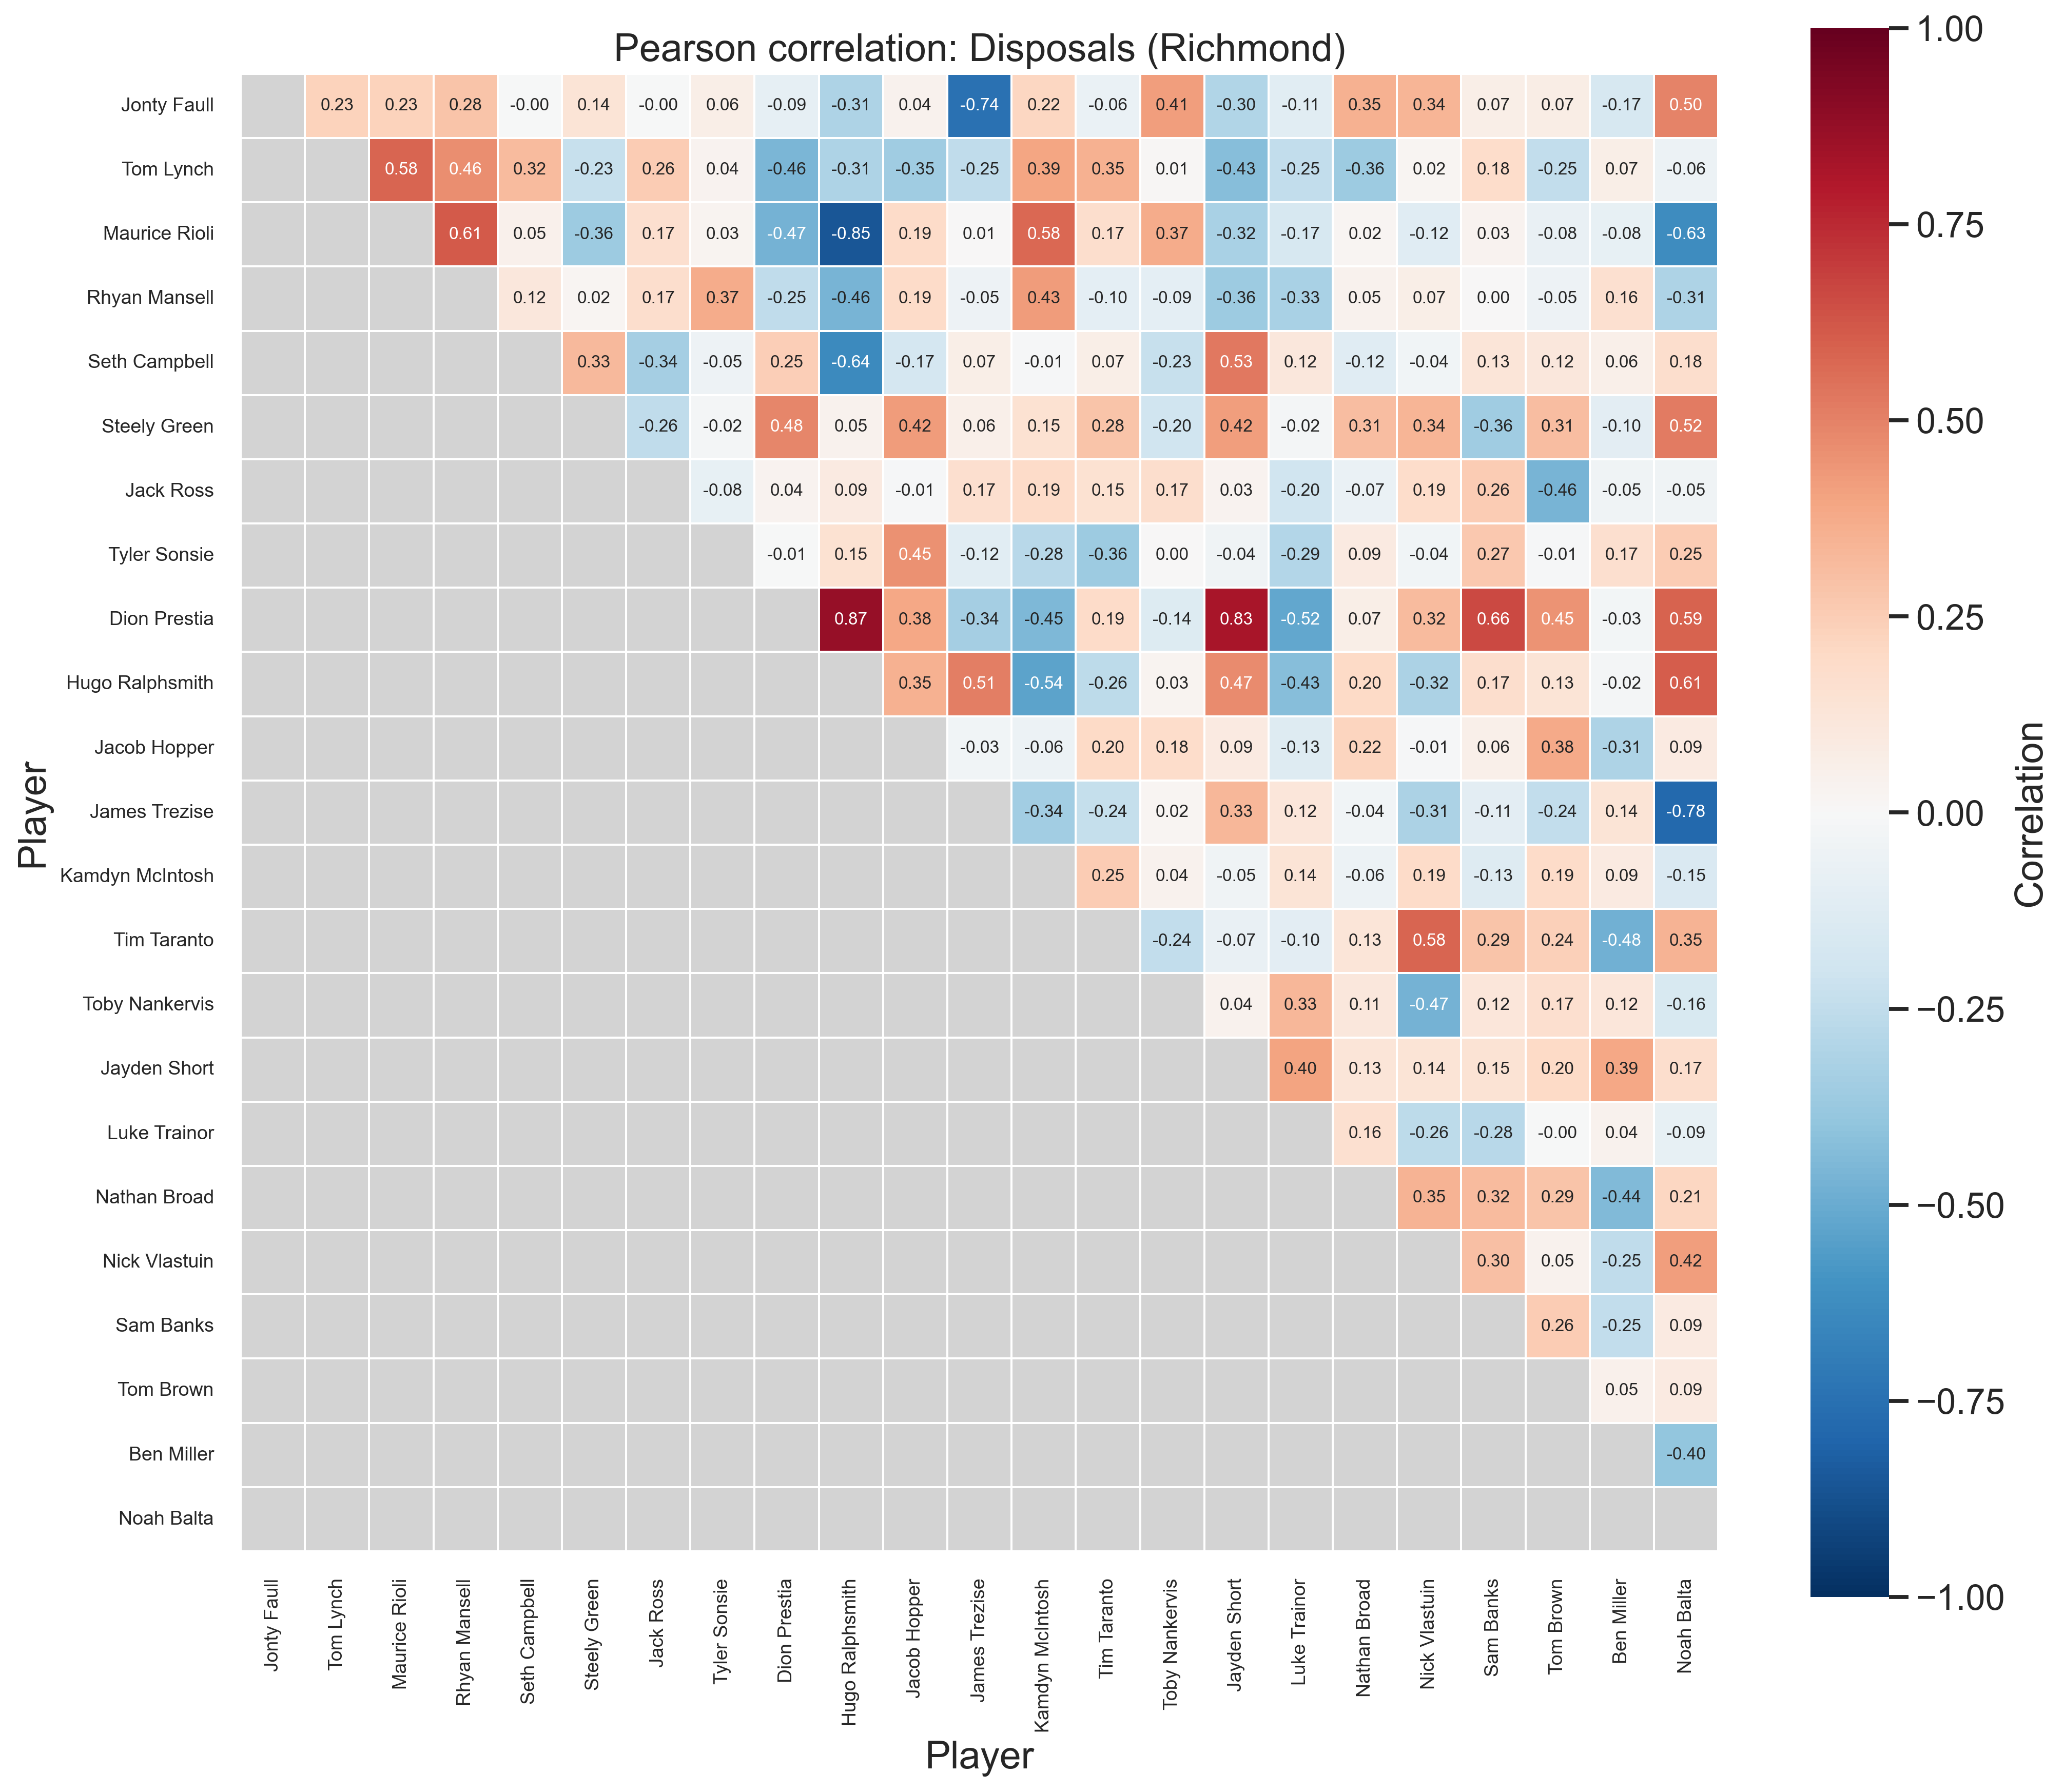 Pearson correlation: Disposals (Richmond)
Jonty Faull 0.23 0.23 0.28 -0.00 0.14 -0.00 0.06 -0.09 -0.31 0.04 -0.74 0.22 -0.06 0.41 -0.30 -0.11 0.35 0.34 0.07 0.07 -0.17 0.50
Tom Lynch 0.58 0.46 0.32 -0.23 0.26 0.04 -0.46 -0.31 -0.35 -0.25 0.39 0.35 0.01 -0.43 -0.25 -0.36 0.02 0.18 -0.25 0.07 -0.06
Maurice Rioli 0.61 0.05 -0.36 0.17 0.03 -0.47 -0.85 0.19 0.01 0.58 0.17 0.37 -0.32 -0.17 0.02 -0.12 0.03 -0.08 -0.08 -0.63
Rhyan Mansell 0.12 0.02 0.17 0.37 -0.25 -0.46 0.19 -0.05 0.43 -0.10 -0.09 -0.36 -0.33 0.05 0.07 0.00 -0.05 0.16 -0.31
Seth Campbell 0.33 -0.34 -0.05 0.25 -0.64 -0.17 0.07 -0.01 0.07 -0.23 0.53 0.12 -0.12 -0.04 0.13 0.12 0.06 0.18
Steely Green -0.26 -0.02 0.48 0.05 0.42 0.06 0.15 0.28 -0.20 0.42 -0.02 0.31 0.34 -0.36 0.31 -0.10 0.52
Jack Ross -0.08 0.04 0.09 -0.01 0.17 0.19 0.15 0.17 0.03 -0.20 -0.07 0.19 0.26 -0.46 -0.05 -0.05
Tyler Sonsie -0.01 0.15 0.45 -0.12 -0.28 -0.36 0.00 -0.04 -0.29 0.09 -0.04 0.27 -0.01 0.17 0.25
Dion Prestia 0.87 0.38 -0.34 -0.45 0.19 -0.14 0.83 -0.52 0.07 0.32 0.66 0.45 -0.03 0.59
Hugo Ralphsmith 0.35 0.51 -0.54 -0.26 0.03 0.47 -0.43 0.20 -0.32 0.17 0.13 -0.02 0.61
Jacob Hopper -0.03 -0.06 0.20 0.18 0.09 -0.13 0.22 -0.01 0.06 0.38 -0.31 0.09
James Trezise -0.34 -0.24 0.02 0.33 0.12 -0.04 -0.31 -0.11 -0.24 0.14 -0.78
Kamdyn McIntosh 0.25 0.04 -0.05 0.14 -0.06 0.19 -0.13 0.19 0.09 -0.15
Tim Taranto -0.24 -0.07 -0.10 0.13 0.58 0.29 0.24 -0.48 0.35
Toby Nankervis 0.04 0.33 0.11 -0.47 0.12 0.17 0.12 -0.16
Jayden Short 0.40 0.13 0.14 0.15 0.20 0.39 0.17
Luke Trainor 0.16 -0.26 -0.28 -0.00 0.04 -0.09
Nathan Broad 0.35 0.32 0.29 -0.44 0.21
Nick Vlastuin 0.30 0.05 -0.25 0.42
Sam Banks 0.26 -0.25 0.09
Tom Brown 0.05 0.09
Ben Miller -0.40
Noah Balta
Player
Jonty Faull
Tom Lynch
Maurice Rioli
Rhyan Mansell
Seth Campbell
Steely Green
Jack Ross
Tyler Sonsie
Dion Prestia
Hugo Ralphsmith
Jacob Hopper
James Trezise
Kamdyn McIntosh
Tim Taranto
Toby Nankervis
Jayden Short
Luke Trainor
Nathan Broad
Nick Vlastuin
Sam Banks
Tom Brown
Ben Miller
Noah Balta
Player
1.00
0.75
0.50
0.25
0.00
−0.25
−0.50
−0.75
−1.00
Correlation